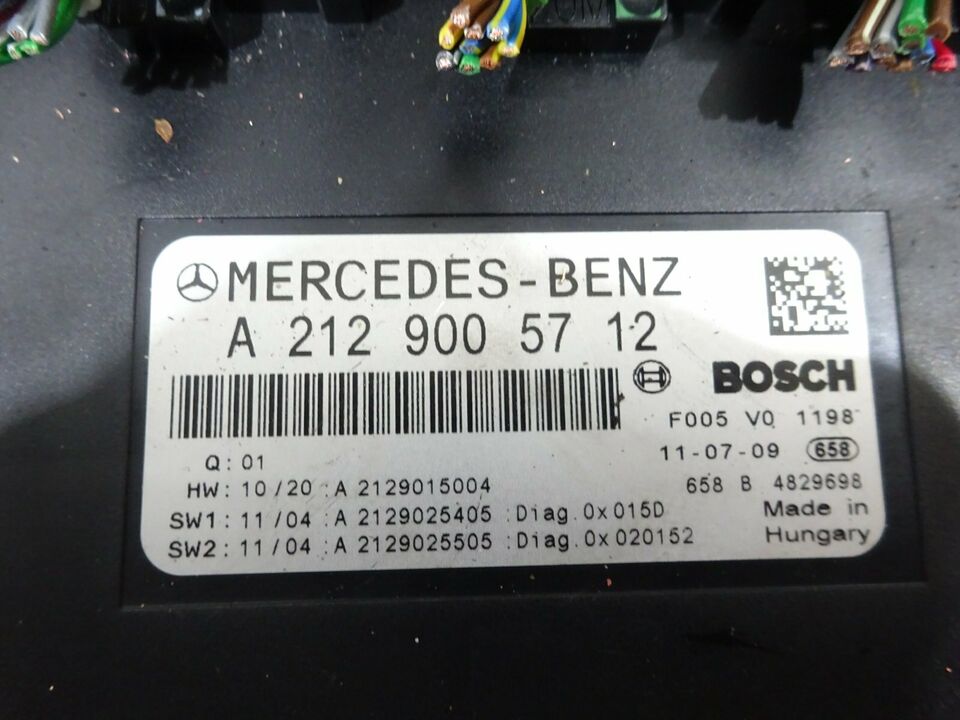 MERCEDES-BENZ
A 212 900 57 12
BOSCH
F005 V0 1198
Q: 01
11-07-09 658
HW: 10/20 :A 2129015004
658 B 4829698
SW1: 11/04 :A 2129025405 :Diag.0x015D
Made in
SW2: 11/04 :A 2129025505 :Diag.0x020152
Hungary